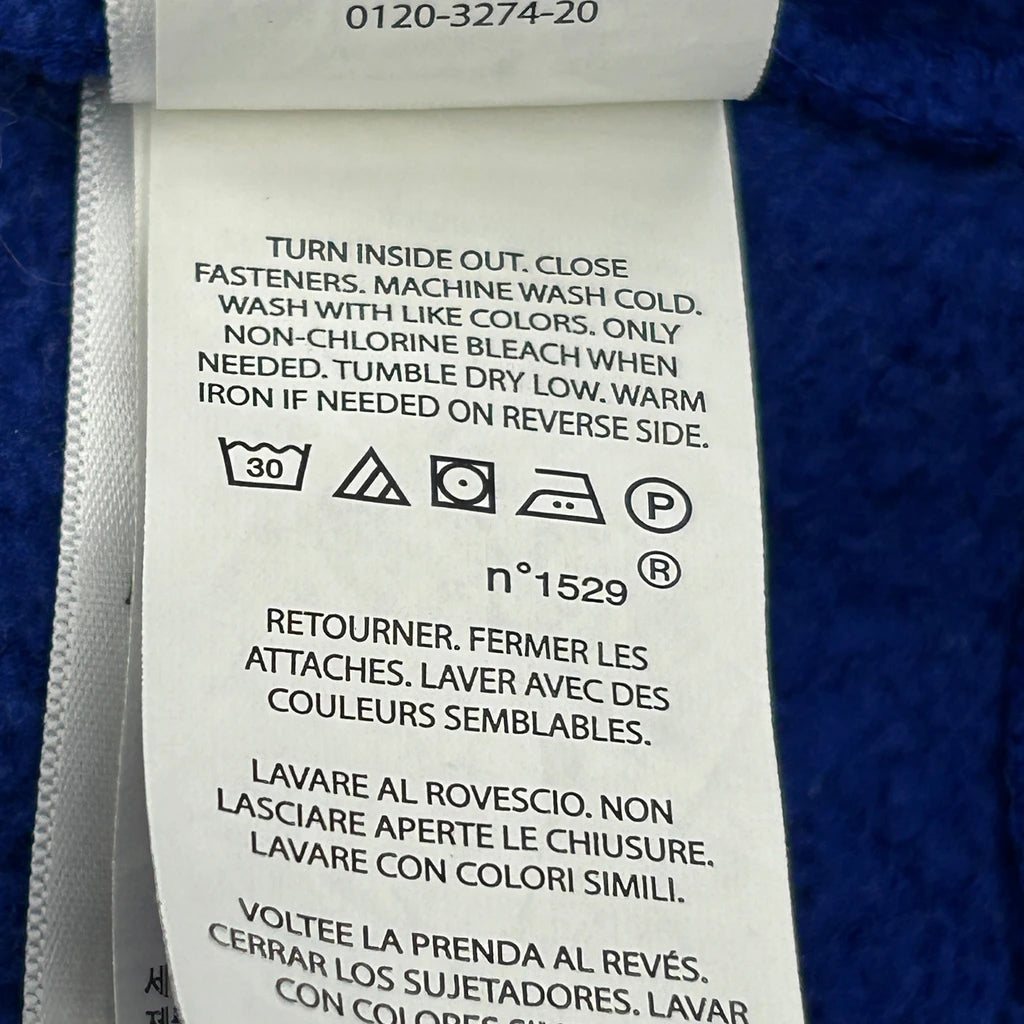 0120-3274-20
TURN INSIDE OUT. CLOSE
FASTENERS. MACHINE WASH COLD.
WASH WITH LIKE COLORS. ONLY
NON-CHLORINE BLEACH WHEN
NEEDED. TUMBLE DRY LOW. WARM
IRON IF NEEDED ON REVERSE SIDE.
30 P
n°1529 ®
RETOURNER. FERMER LES
ATTACHES. LAVER AVEC DES
COULEURS SEMBLABLES.
LAVARE AL ROVESCIO. NON
LASCIARE APERTE LE CHIUSURE.
LAVARE CON COLORI SIMILI.
VOLTEE LA PRENDA AL REVÉS.
CERRAR LOS SUJETADORES. LAVAR
CON COLORES
세